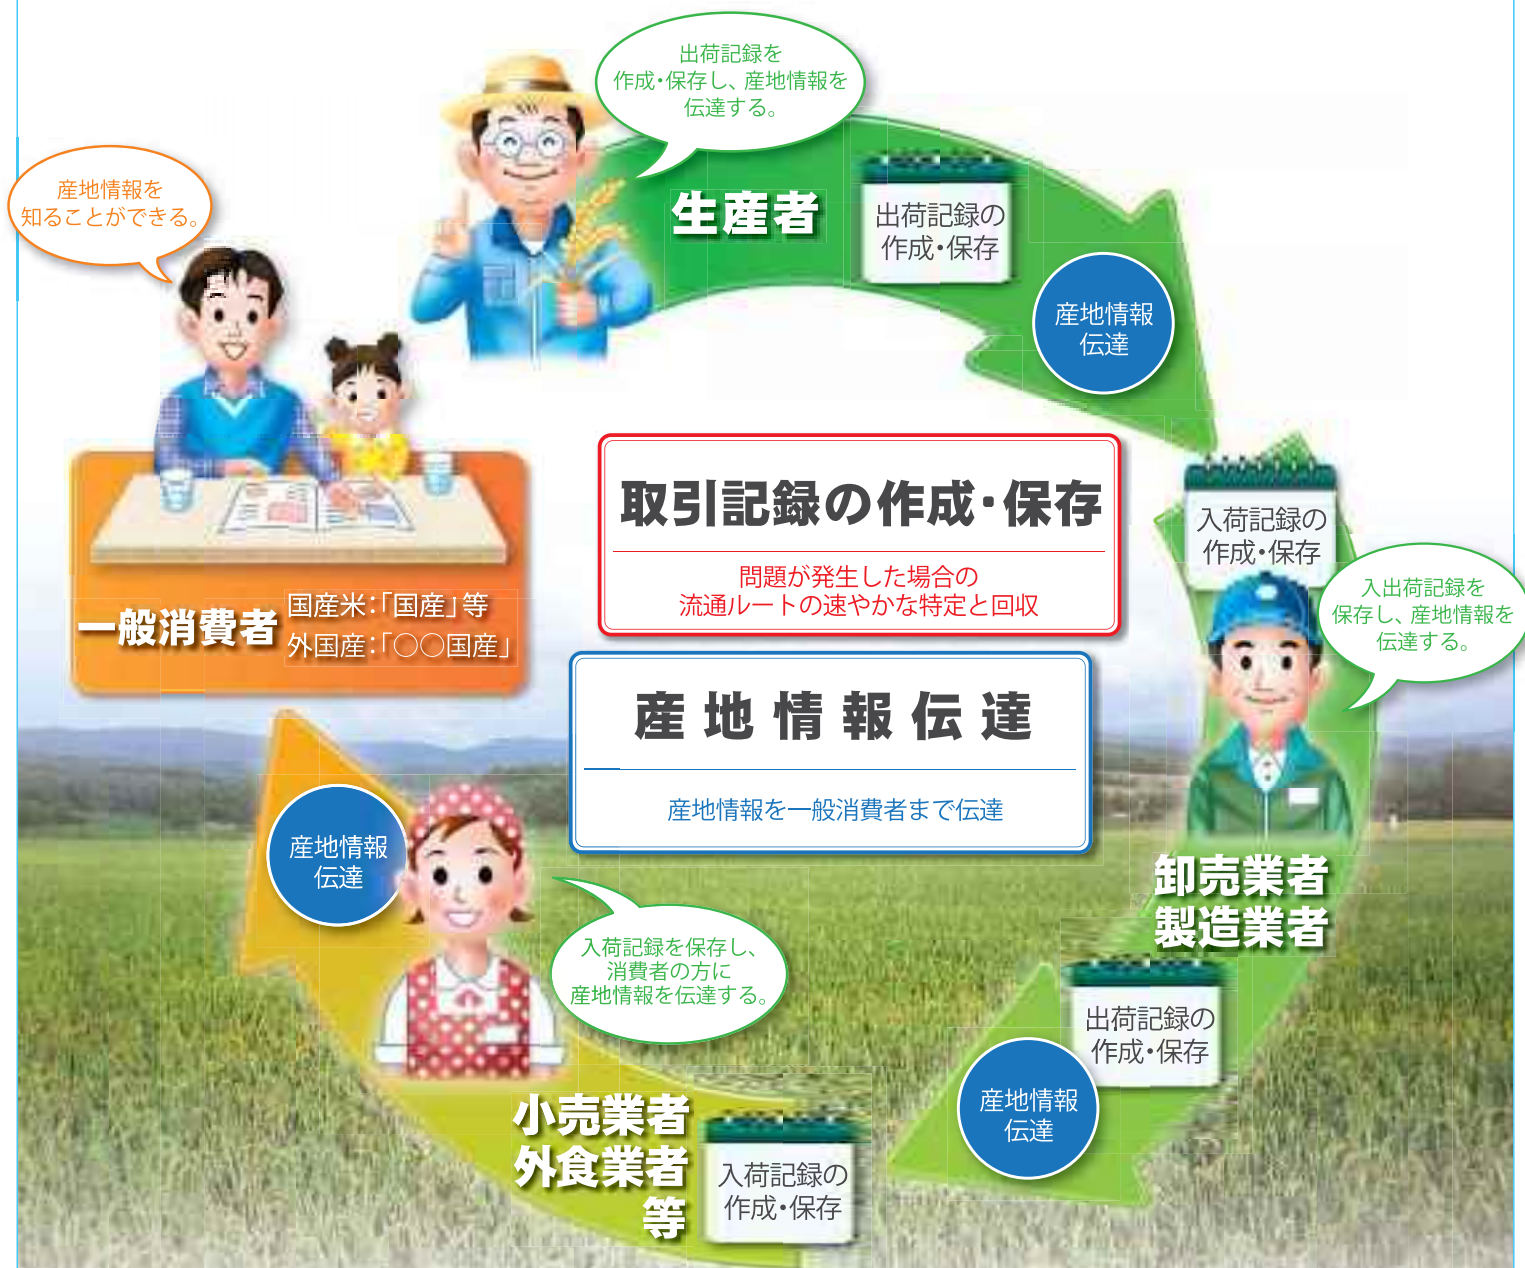 出荷記録を
作成・保存し、産地情報を
伝達する。
産地情報を
知ることができる。
生産者
出荷記録の
作成・保存
産地情報
伝達
取引記録の作成・保存
問題が発生した場合の
流通ルートの速やかな特定と回収
入荷記録の
作成・保存
入出荷記録を
保存し、産地情報を
伝達する。
一般消費者
国産米:「国産」等
外国産:「○○国産」
産地情報伝達
産地情報を一般消費者まで伝達
卸売業者
製造業者
産地情報
伝達
入荷記録を保存し、
消費者の方に
産地情報を伝達する。
出荷記録の
作成・保存
産地情報
伝達
小売業者
外食業者
等
入荷記録の
作成・保存